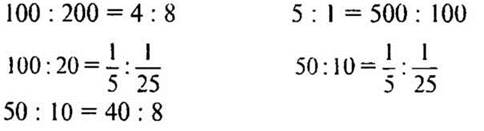 100 : 200 = 4 : 8
5 : 1 = 500 : 100
100 : 20 = 1/5 : 1/25
50 : 10 = 1/5 : 1/25
50 : 10 = 40 : 8